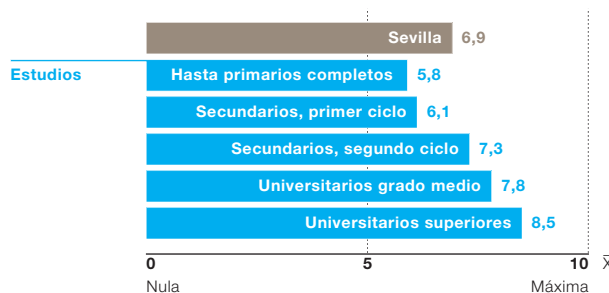 Sevilla 6,9
Estudios
Hasta primarios completos 5,8
Secundarios, primer ciclo 6,1
Secundarios, segundo ciclo 7,3
Universitarios grado medio 7,8
Universitarios superiores 8,5
0 5 10 X̅
Nula Máxima